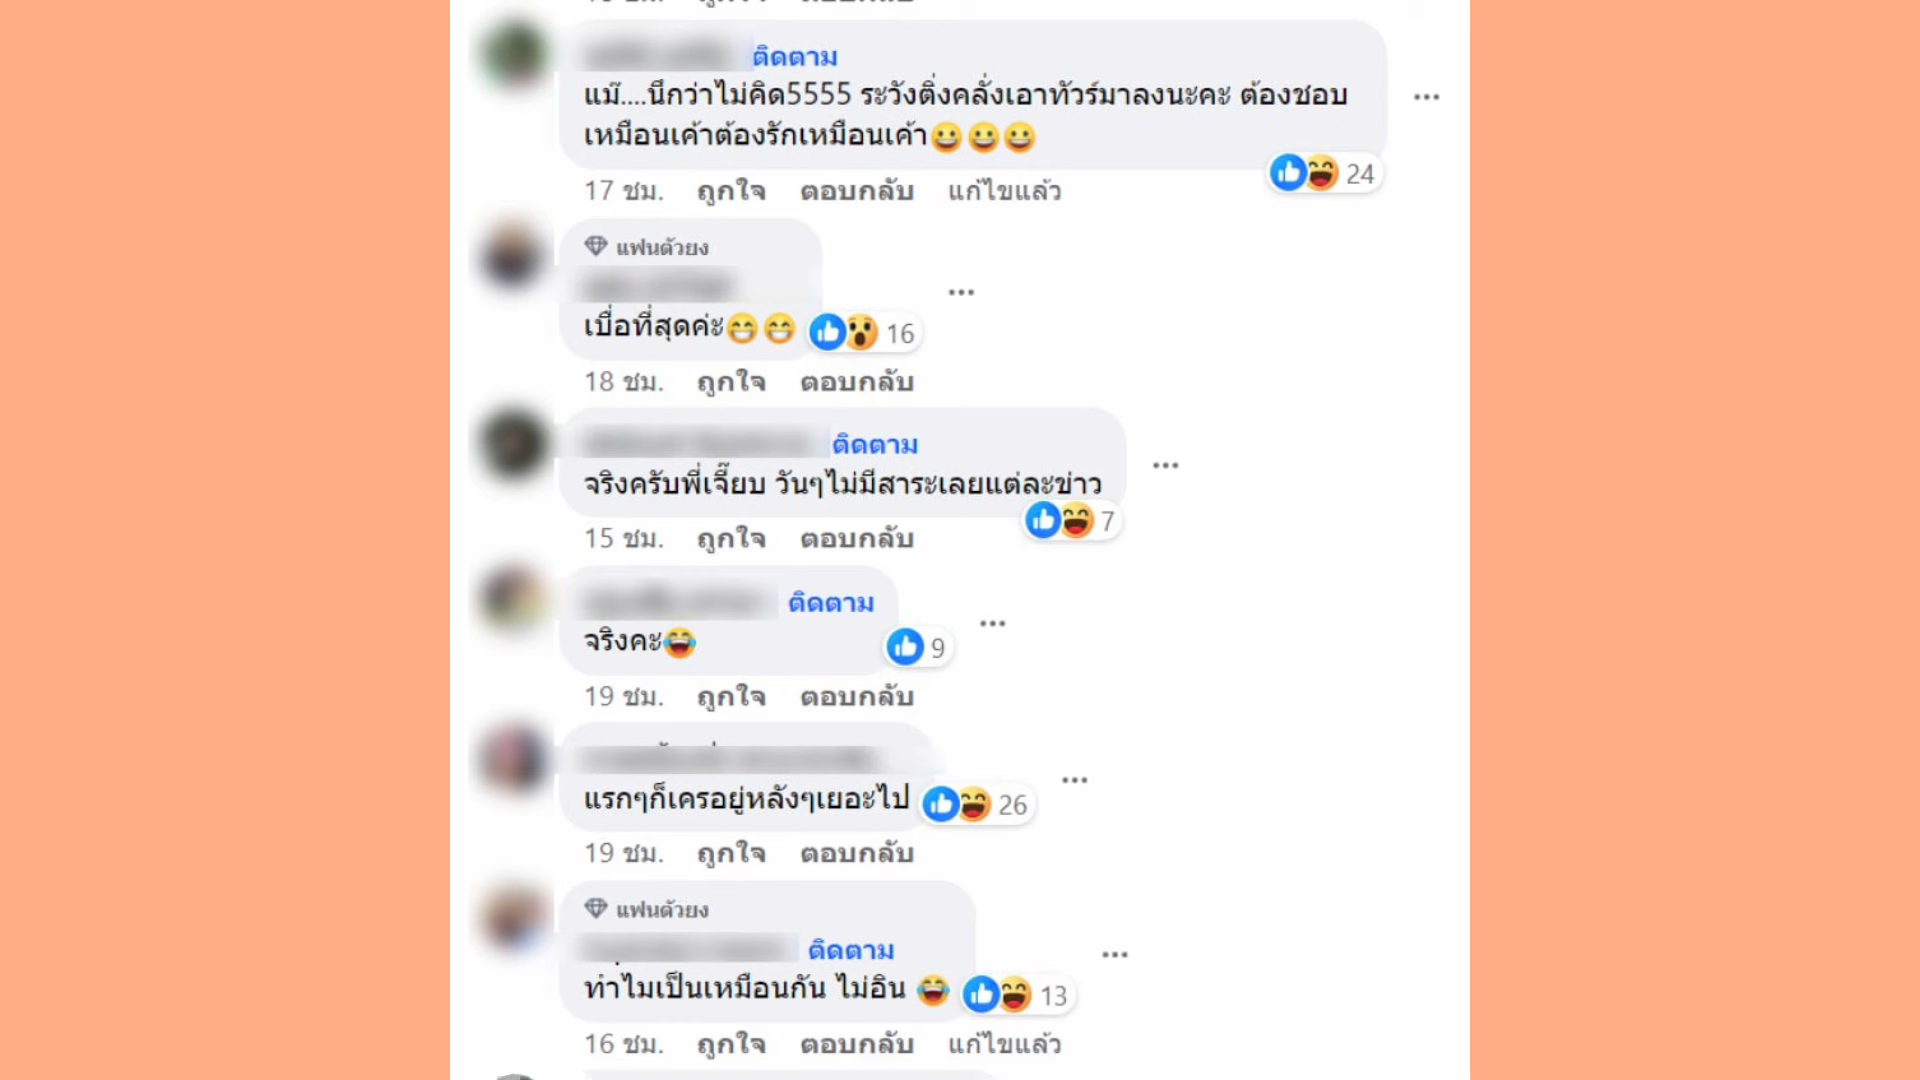 ติดตาม
แม๊....นึกว่าไม่คิด5555 ระวังติ่งคลั่งเอาทัวร์มาลงนะคะ ต้องชอบ
เหมือนเค้าต้องรักเหมือนเค้า😀😀😀
24
17 ชม. ถูกใจ ตอบกลับ แก้ไขแล้ว
แฟนตัวยง
เบื่อที่สุดค่ะ😁😁 16
18 ชม. ถูกใจ ตอบกลับ
ติดตาม
จริงครับพี่เจี๊ยบ วันๆไม่มีสาระเลยแต่ละข่าว
7
15 ชม. ถูกใจ ตอบกลับ
ติดตาม
จริงคะ😂 9
19 ชม. ถูกใจ ตอบกลับ
แรกๆก็เครอยู่หลังๆเยอะไป 26
19 ชม. ถูกใจ ตอบกลับ
แฟนตัวยง
ติดตาม
ทำไมเป็นเหมือนกัน ไม่อิน 😂 13
16 ชม. ถูกใจ ตอบกลับ แก้ไขแล้ว